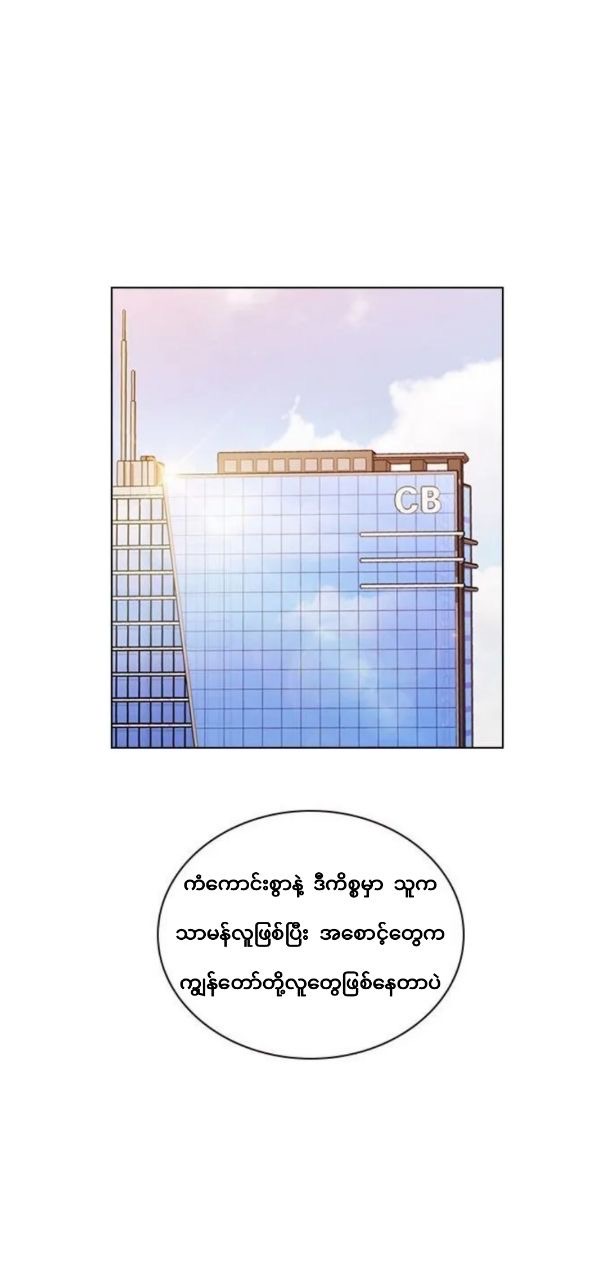 CB
ကံကောင်းစွာနဲ့ ဒီကိစ္စမှာ သူက
သာမန်လူဖြစ်ပြီး အစောင့်တွေက
ကျွန်တော်တို့လူတွေဖြစ်နေတာပဲ